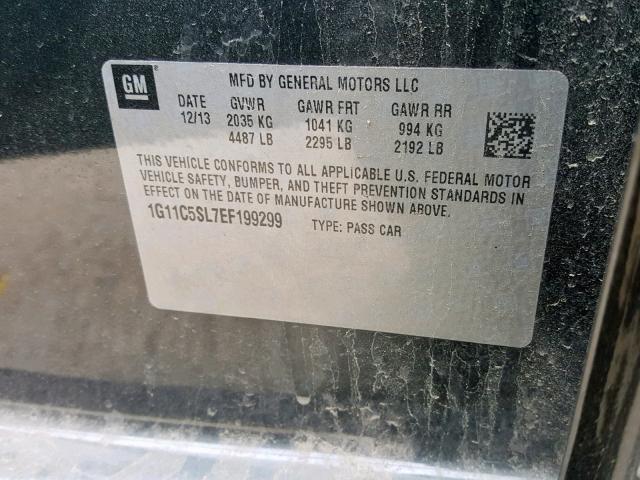 GM ®
MFD BY GENERAL MOTORS LLC
DATE GVWR GAWR FRT GAWR RR
12/13 2035 KG 1041 KG 994 KG
4487 LB 2295 LB 2192 LB
THIS VEHICLE CONFORMS TO ALL APPLICABLE U.S. FEDERAL MOTOR
VEHICLE SAFETY, BUMPER, AND THEFT PREVENTION STANDARDS IN
EFFECT ON THE DATE OF MANUFACTURE SHOWN ABOVE.
1G11C5SL7EF199299 TYPE: PASS CAR